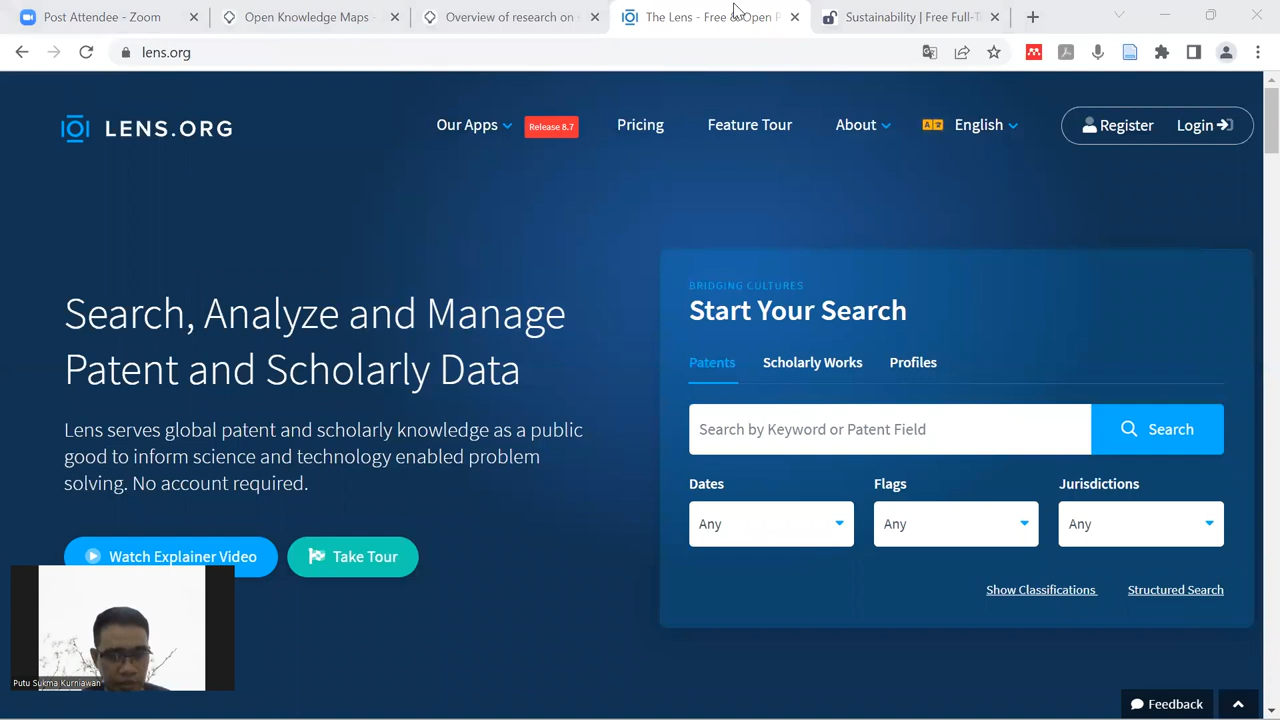 Post Attendee - Zoom
Open Knowledge Maps -
Overview of research on
The Lens - Free & Open P
Sustainability | Free Full-T
lens.org
LENS.ORG
Our Apps
Release 8.7
Pricing
Feature Tour
About
English
Register
Login
Search, Analyze and Manage
Patent and Scholarly Data
Lens serves global patent and scholarly knowledge as a public
good to inform science and technology enabled problem
solving. No account required.
Watch Explainer Video
Take Tour
BRIDGING CULTURES
Start Your Search
Patents
Scholarly Works
Profiles
Search by Keyword or Patent Field
Search
Dates
Flags
Jurisdictions
Any
Any
Any
Show Classifications
Structured Search
Putu Sukma Kurniawan
Feedback